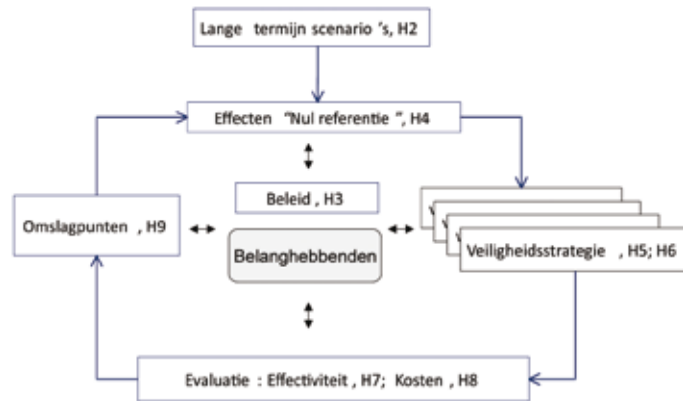 Lange termijn scenario 's, H2
Effecten "Nul referentie ", H4
Beleid , H3
Omslagpunten , H9
Belanghebbenden
Veiligheidsstrategie , H5; H6
Evaluatie : Effectiviteit , H7; Kosten , H8